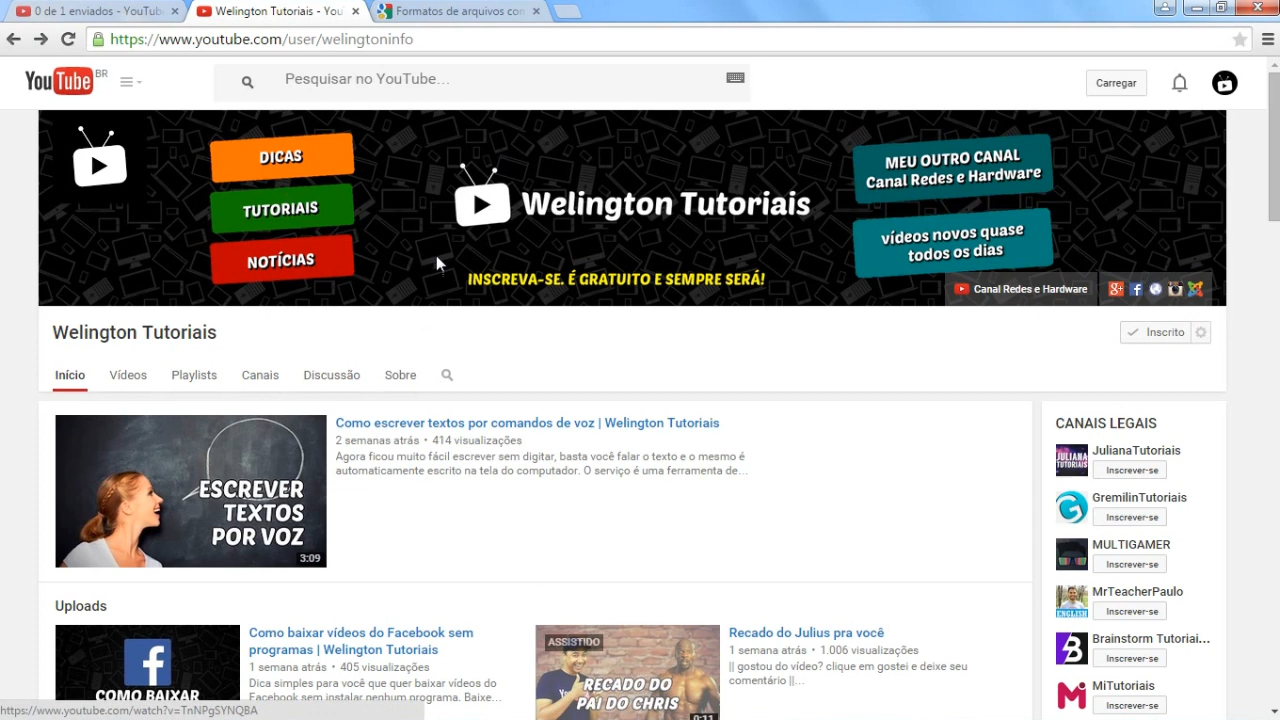 0 de 1 enviados - YouTube
Welington Tutoriais - You
Formatos de arquivos con
https://www.youtube.com/user/welingtoninfo
YouTube BR
Pesquisar no YouTube...
Carregar
DICAS
TUTORIAIS
NOTÍCIAS
Welington Tutoriais
INSCREVA-SE. É GRATUITO E SEMPRE SERÁ!
MEU OUTRO CANAL
Canal Redes e Hardware
vídeos novos quase
todos os dias
Canal Redes e Hardware
Welington Tutoriais
Inscrito
Início Vídeos Playlists Canais Discussão Sobre
ESCREVER
TEXTOS
POR VOZ
3:09
Como escrever textos por comandos de voz | Welington Tutoriais
2 semanas atrás • 414 visualizações
Agora ficou muito fácil escrever sem digitar, basta você falar o texto e o mesmo é
automaticamente escrito na tela do computador. O serviço é uma ferramenta de...
Uploads
COMO BAIXAR
Como baixar vídeos do Facebook sem
programas | Welington Tutoriais
1 semana atrás • 405 visualizações
Dica simples para você que quer baixar vídeos do
Facebook sem instalar nenhum programa. Baixe...
ASSISTIDO
RECADO DO
PAI DO CHRIS
0:11
Recado do Julius pra você
1 semana atrás • 1.006 visualizações
|| gostou do vídeo? clique em gostei e deixe seu
comentário ||...
CANAIS LEGAIS
JULIANA
TUTORIAIS
JulianaTutoriais
Inscrever-se
GremilinTutoriais
Inscrever-se
MULTIGAMER
Inscrever-se
ENGLISH
MrTeacherPaulo
Inscrever-se
Brainstorm Tutoriai...
Inscrever-se
MiTutoriais
Inscrever-se
https://www.youtube.com/watch?v=TnNPgSYNQBA